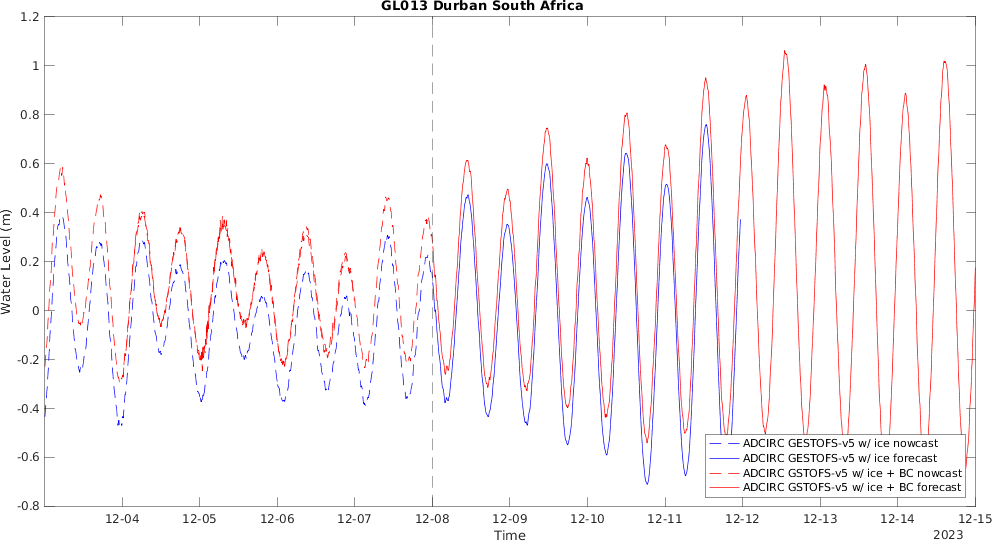 GL013 Durban South Africa
1.2
1
0.8
0.6
0.4
0.2
0
-0.2
-0.4
-0.6
-0.8
Water Level (m)
12-04 12-05 12-06 12-07 12-08 12-09 12-10 12-11 12-12 12-13 12-14 12-15
Time
2023
ADCIRC GESTOFS-v5 w/ ice nowcast
ADCIRC GESTOFS-v5 w/ ice forecast
ADCIRC GSTOFS-v5 w/ ice + BC nowcast
ADCIRC GSTOFS-v5 w/ ice + BC forecast